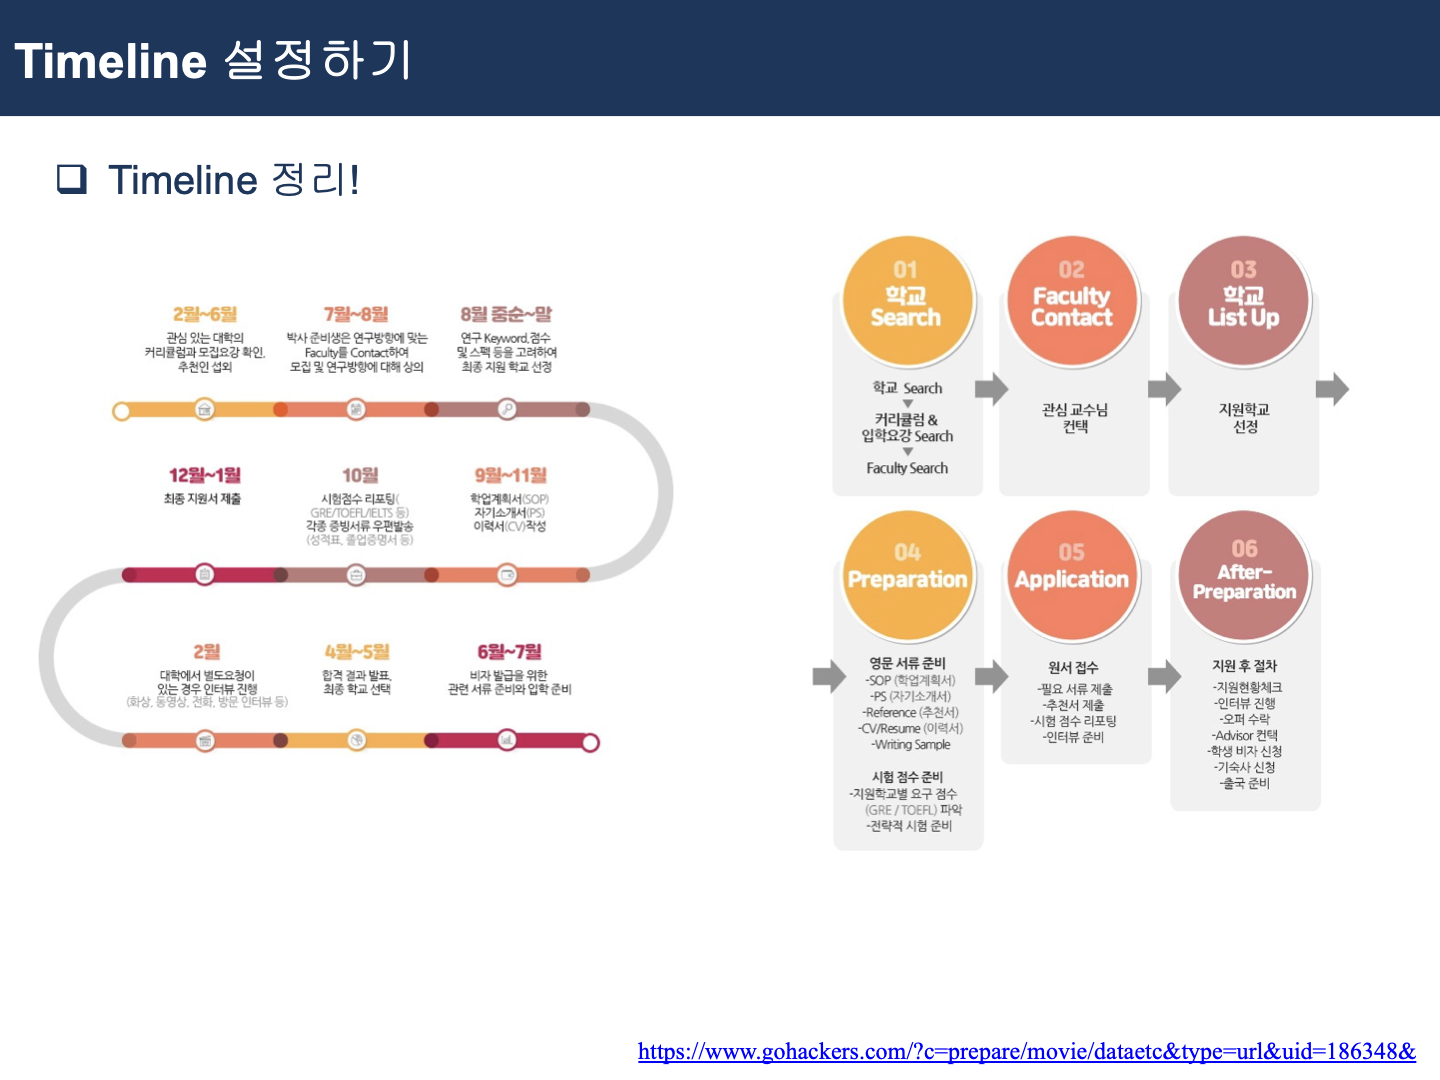 Timeline 설정하기
Timeline 정리!
2월~6월
관심 있는 대학의
커리큘럼과 모집요강 확인,
추천인 섭외
7월~8월
박사 준비생은 연구방향에 맞는
Faculty를 Contact하여
모집 및 연구방향에 대해 상의
8월 중순~말
연구 Keyword,점수
및 스펙 등을 고려하여
최종 지원 학교 선정
12월~1월
최종 지원서 제출
10월
시험점수 리포팅(
GRE/TOEFL/IELTS 등)
각종 증빙서류 우편발송
(성적표, 졸업증명서 등)
9월~11월
학업계획서(SOP)
자기소개서(PS)
이력서(CV)작성
2월
대학에서 별도요청이
있는 경우 인터뷰 진행
(화상, 동영상, 전화, 방문 인터뷰 등)
4월~5월
합격 결과 발표,
최종 학교 선택
6월~7월
비자 발급을 위한
관련 서류 준비와 입학 준비
01
학교
Search
학교 Search
커리큘럼 &
입학요강 Search
Faculty Search
02
Faculty
Contact
관심 교수님
컨택
03
학교
List Up
지원학교
선정
04
Preparation
영문 서류 준비
-SOP (학업계획서)
-PS (자기소개서)
-Reference (추천서)
-CV/Resume (이력서)
-Writing Sample
시험 점수 준비
-지원학교별 요구 점수
(GRE / TOEFL) 파악
-전략적 시험 준비
05
Application
원서 접수
-필요 서류 제출
-추천서 제출
-시험 점수 리포팅
-인터뷰 준비
06
After-
Preparation
지원 후 절차
-지원현황체크
-인터뷰 진행
-오퍼 수락
-Advisor 컨택
-학생 비자 신청
-기숙사 신청
-출국 준비
https://www.gohackers.com/?c=prepare/movie/dataetc&type=url&uid=186348&